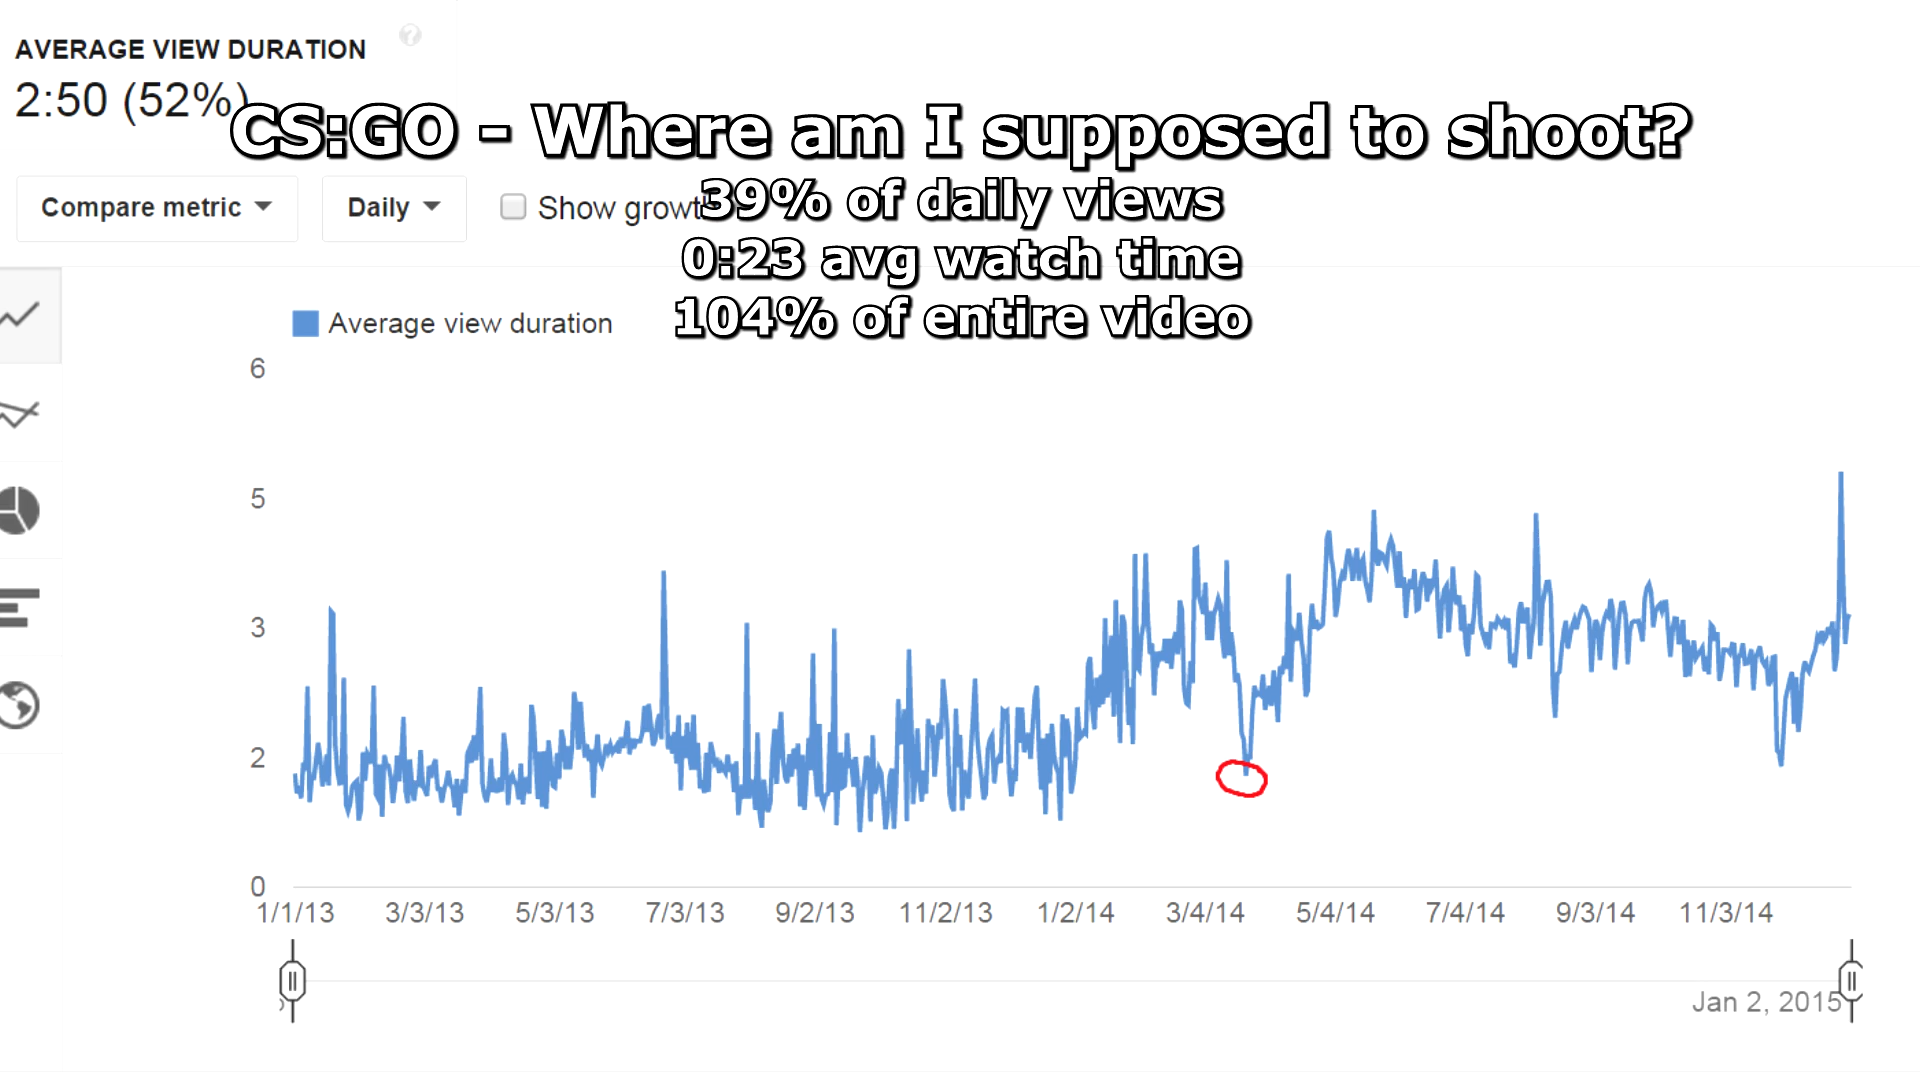 AVERAGE VIEW DURATION
2:50 (52%)
CS:GO - Where am I supposed to shoot?
Compare metric
Daily
Show growth
39% of daily views
0:23 avg watch time
104% of entire video
Average view duration
6
5
3
2
0
1/1/13 3/3/13 5/3/13 7/3/13 9/2/13 11/2/13 1/2/14 3/4/14 5/4/14 7/4/14 9/3/14 11/3/14
Jan 2, 2015